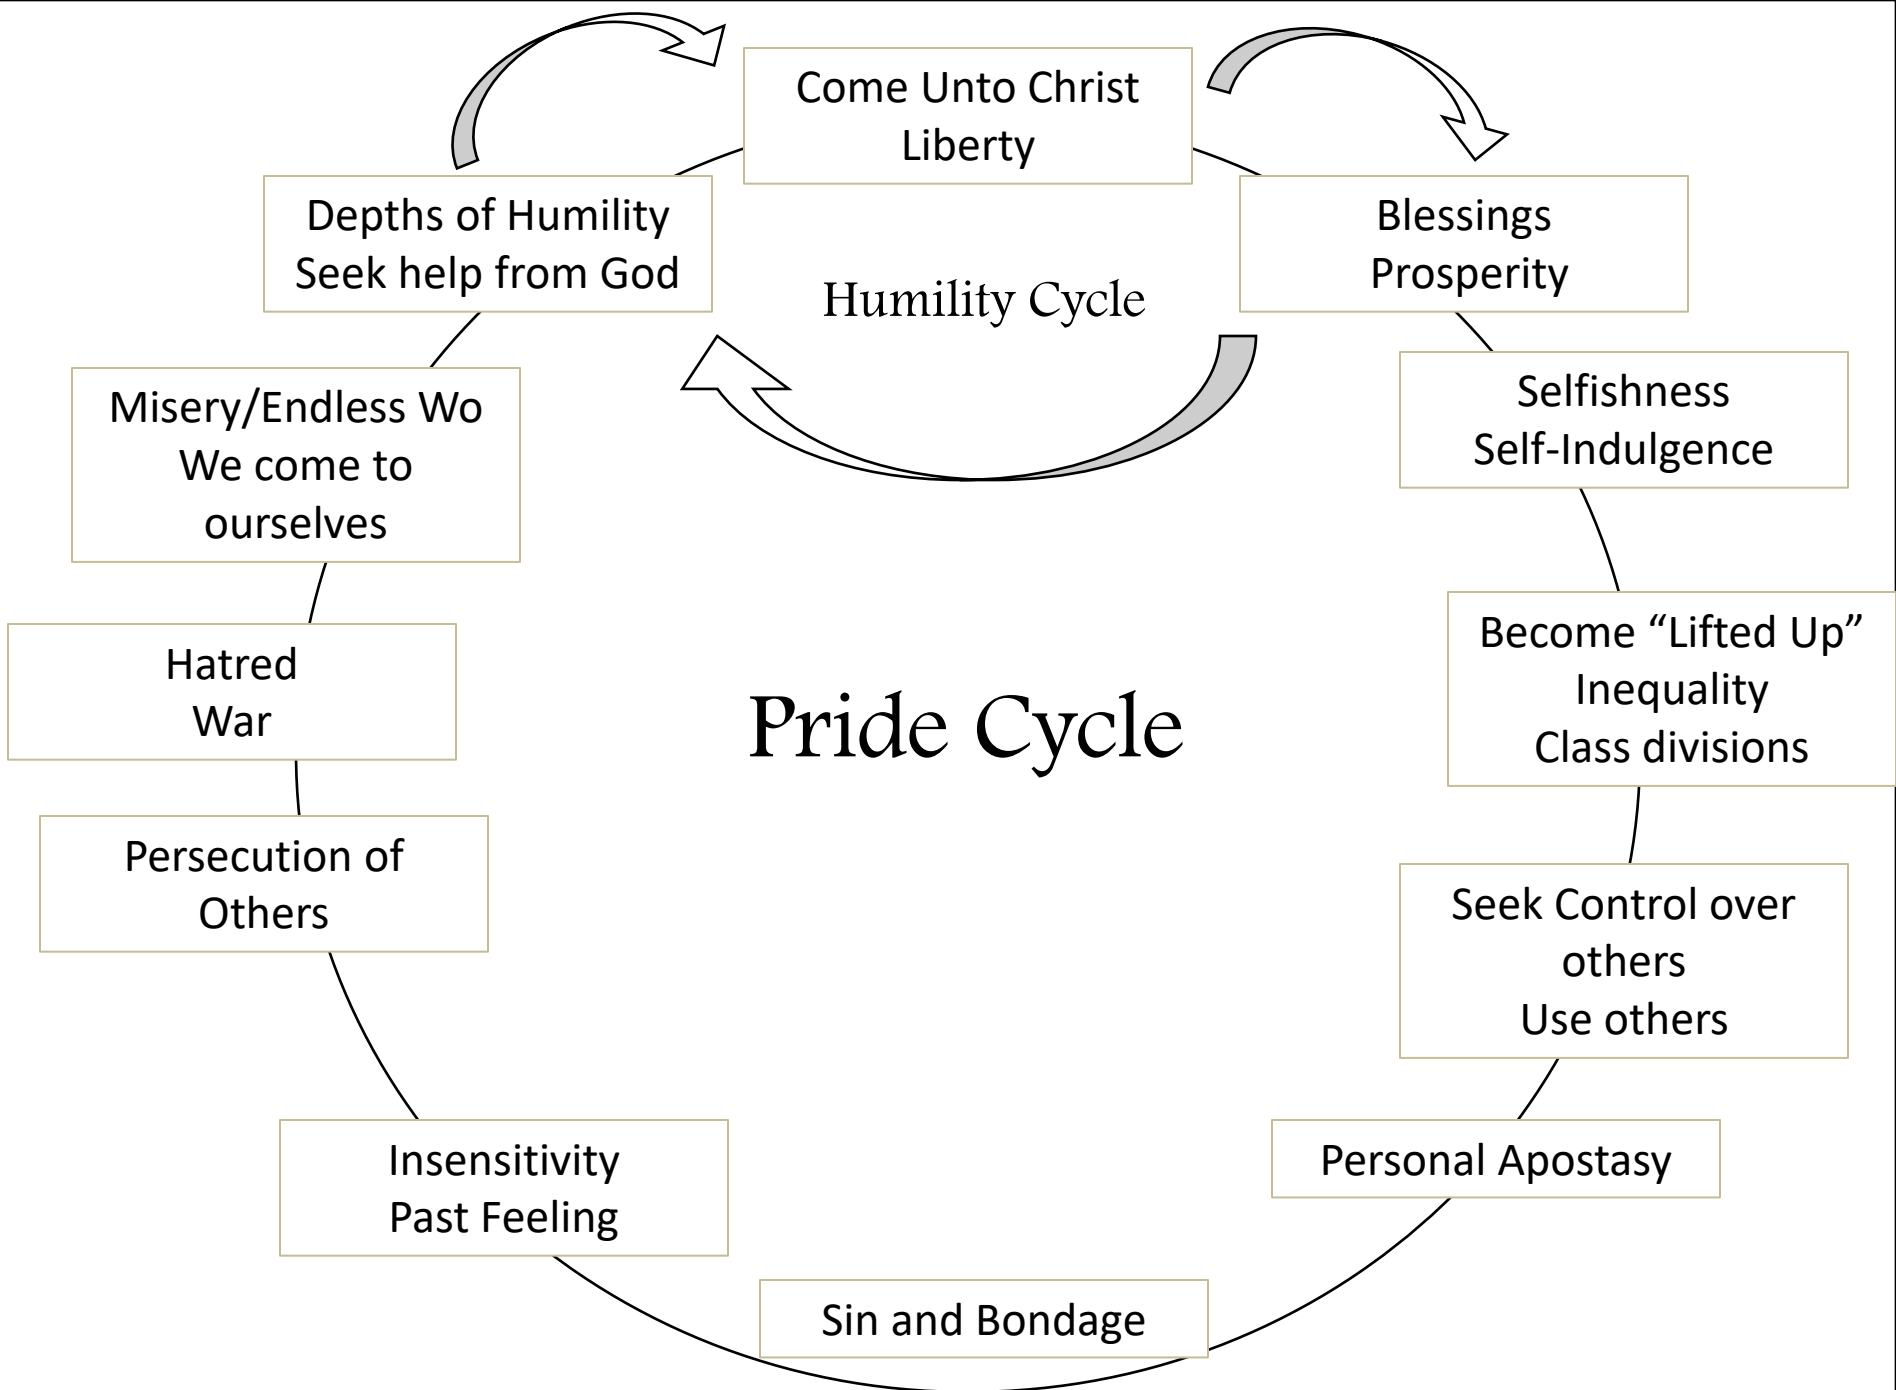 Come Unto Christ
Liberty
Blessings
Prosperity
Selfishness
Self-Indulgence
Become “Lifted Up”
Inequality
Class divisions
Seek Control over
others
Use others
Personal Apostasy
Sin and Bondage
Insensitivity
Past Feeling
Persecution of
Others
Hatred
War
Misery/Endless Wo
We come to
ourselves
Depths of Humility
Seek help from God
Humility Cycle
Pride Cycle